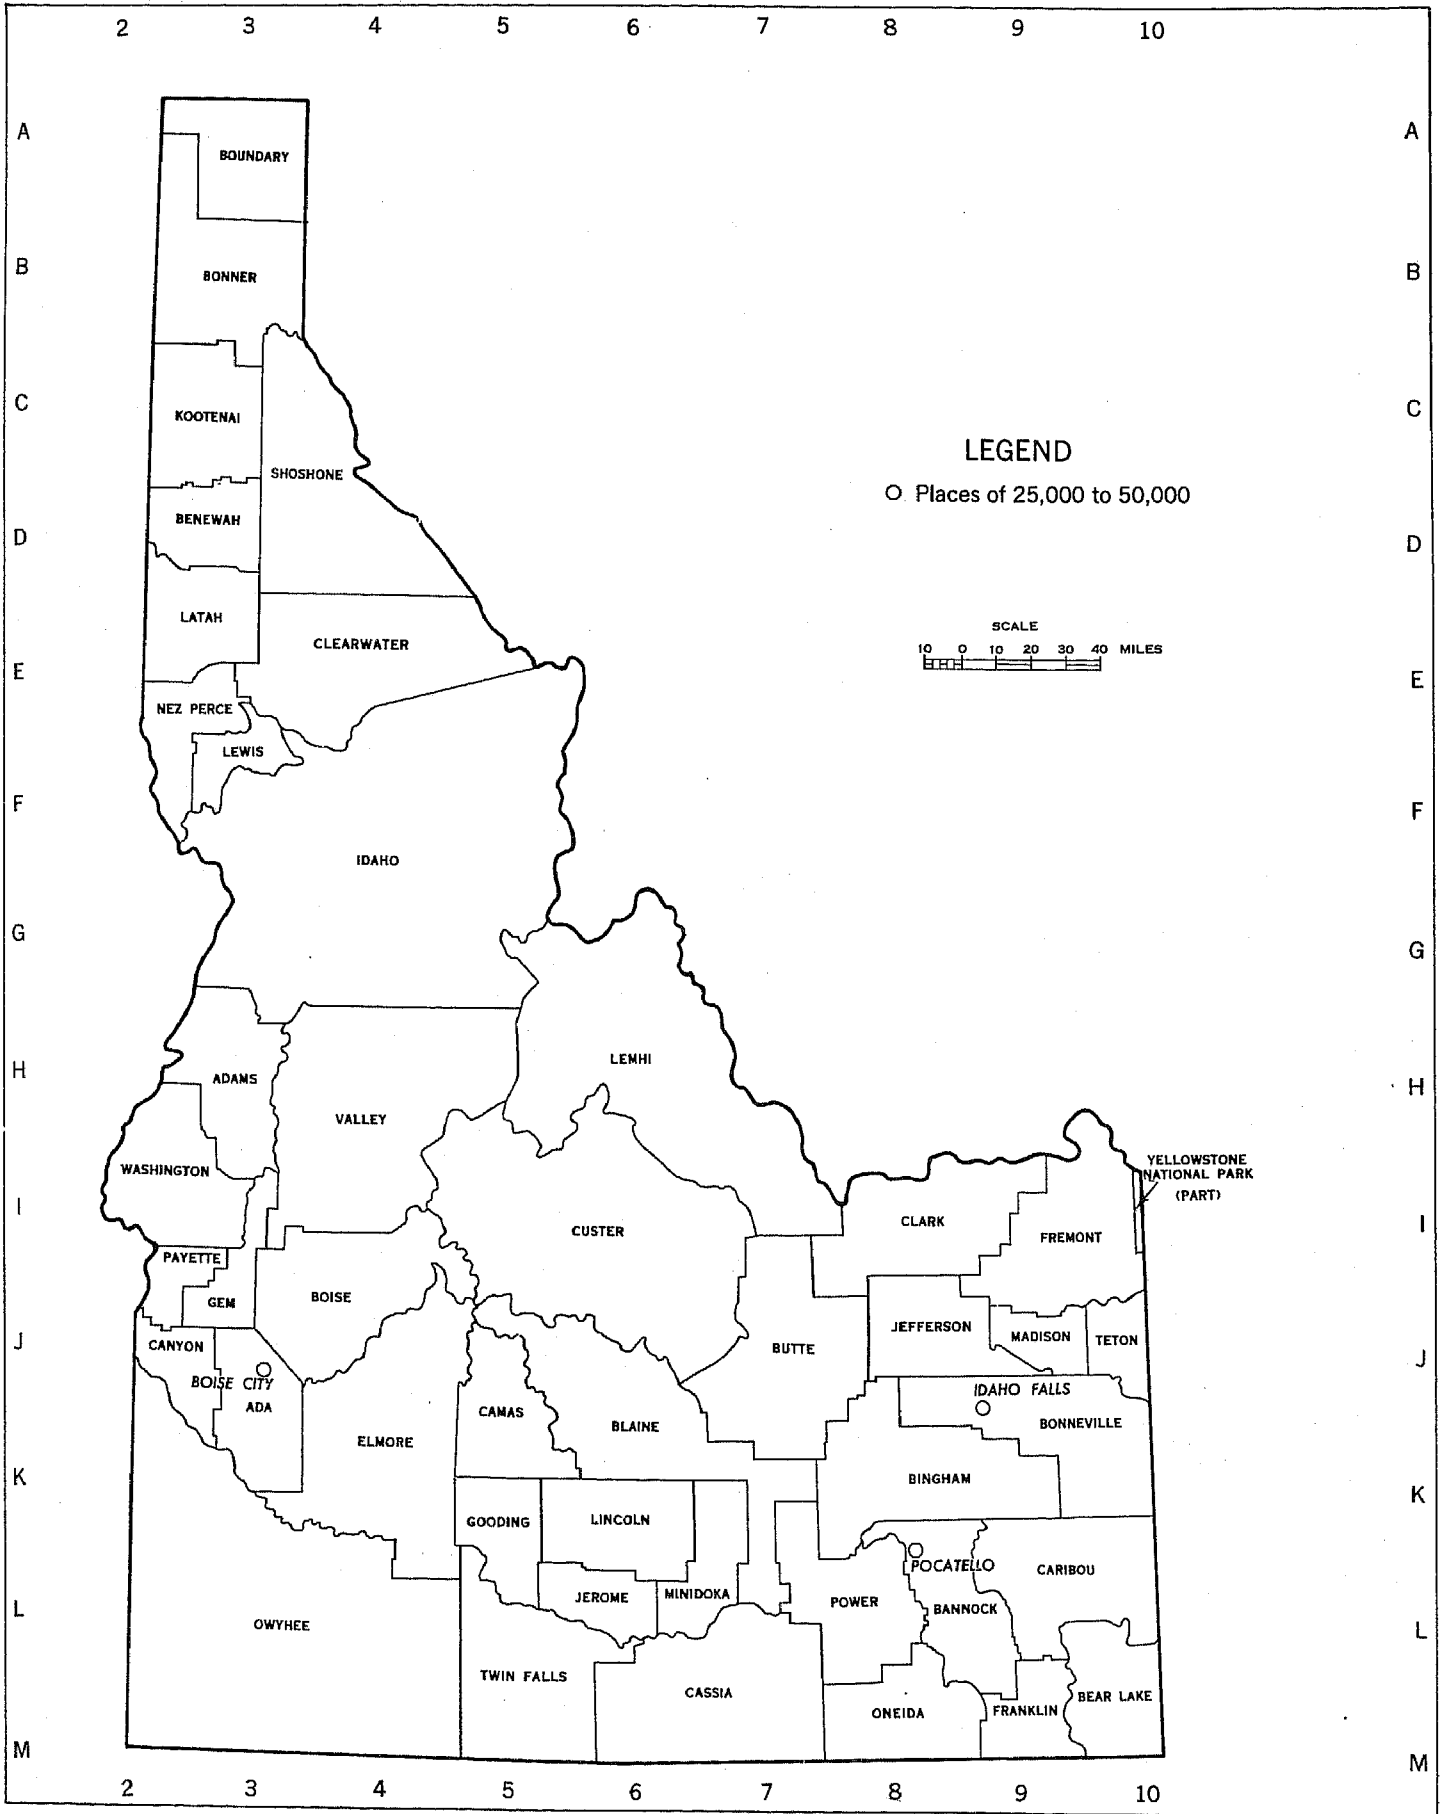 2 3 4 5 6 7 8 9 10
A A
BOUNDARY
B B
BONNER
C C
KOOTENAI
LEGEND
SHOSHONE
O Places of 25,000 to 50,000
BENEWAH
D D
LATAH
SCALE
CLEARWATER
10 0 10 20 30 40 MILES
E E
NEZ PERCE
LEWIS
F F
IDAHO
G G
LEMHI
H H
ADAMS
VALLEY
YELLOWSTONE
NATIONAL PARK
(PART)
WASHINGTON
I I
CLARK
CUSTER
FREMONT
PAYETTE
GEM
BOISE
JEFFERSON
MADISON
TETON
J J
CANYON
BUTTE
BOISE CITY
IDAHO FALLS
ADA
CAMAS
BLAINE
BONNEVILLE
ELMORE
K K
BINGHAM
GOODING
LINCOLN
POCATELLO
CARIBOU
JEROME
MINIDOKA
POWER
BANNOCK
L L
OWYHEE
TWIN FALLS
CASSIA
BEAR LAKE
ONEIDA
FRANKLIN
M M
2 3 4 5 6 7 8 9 10